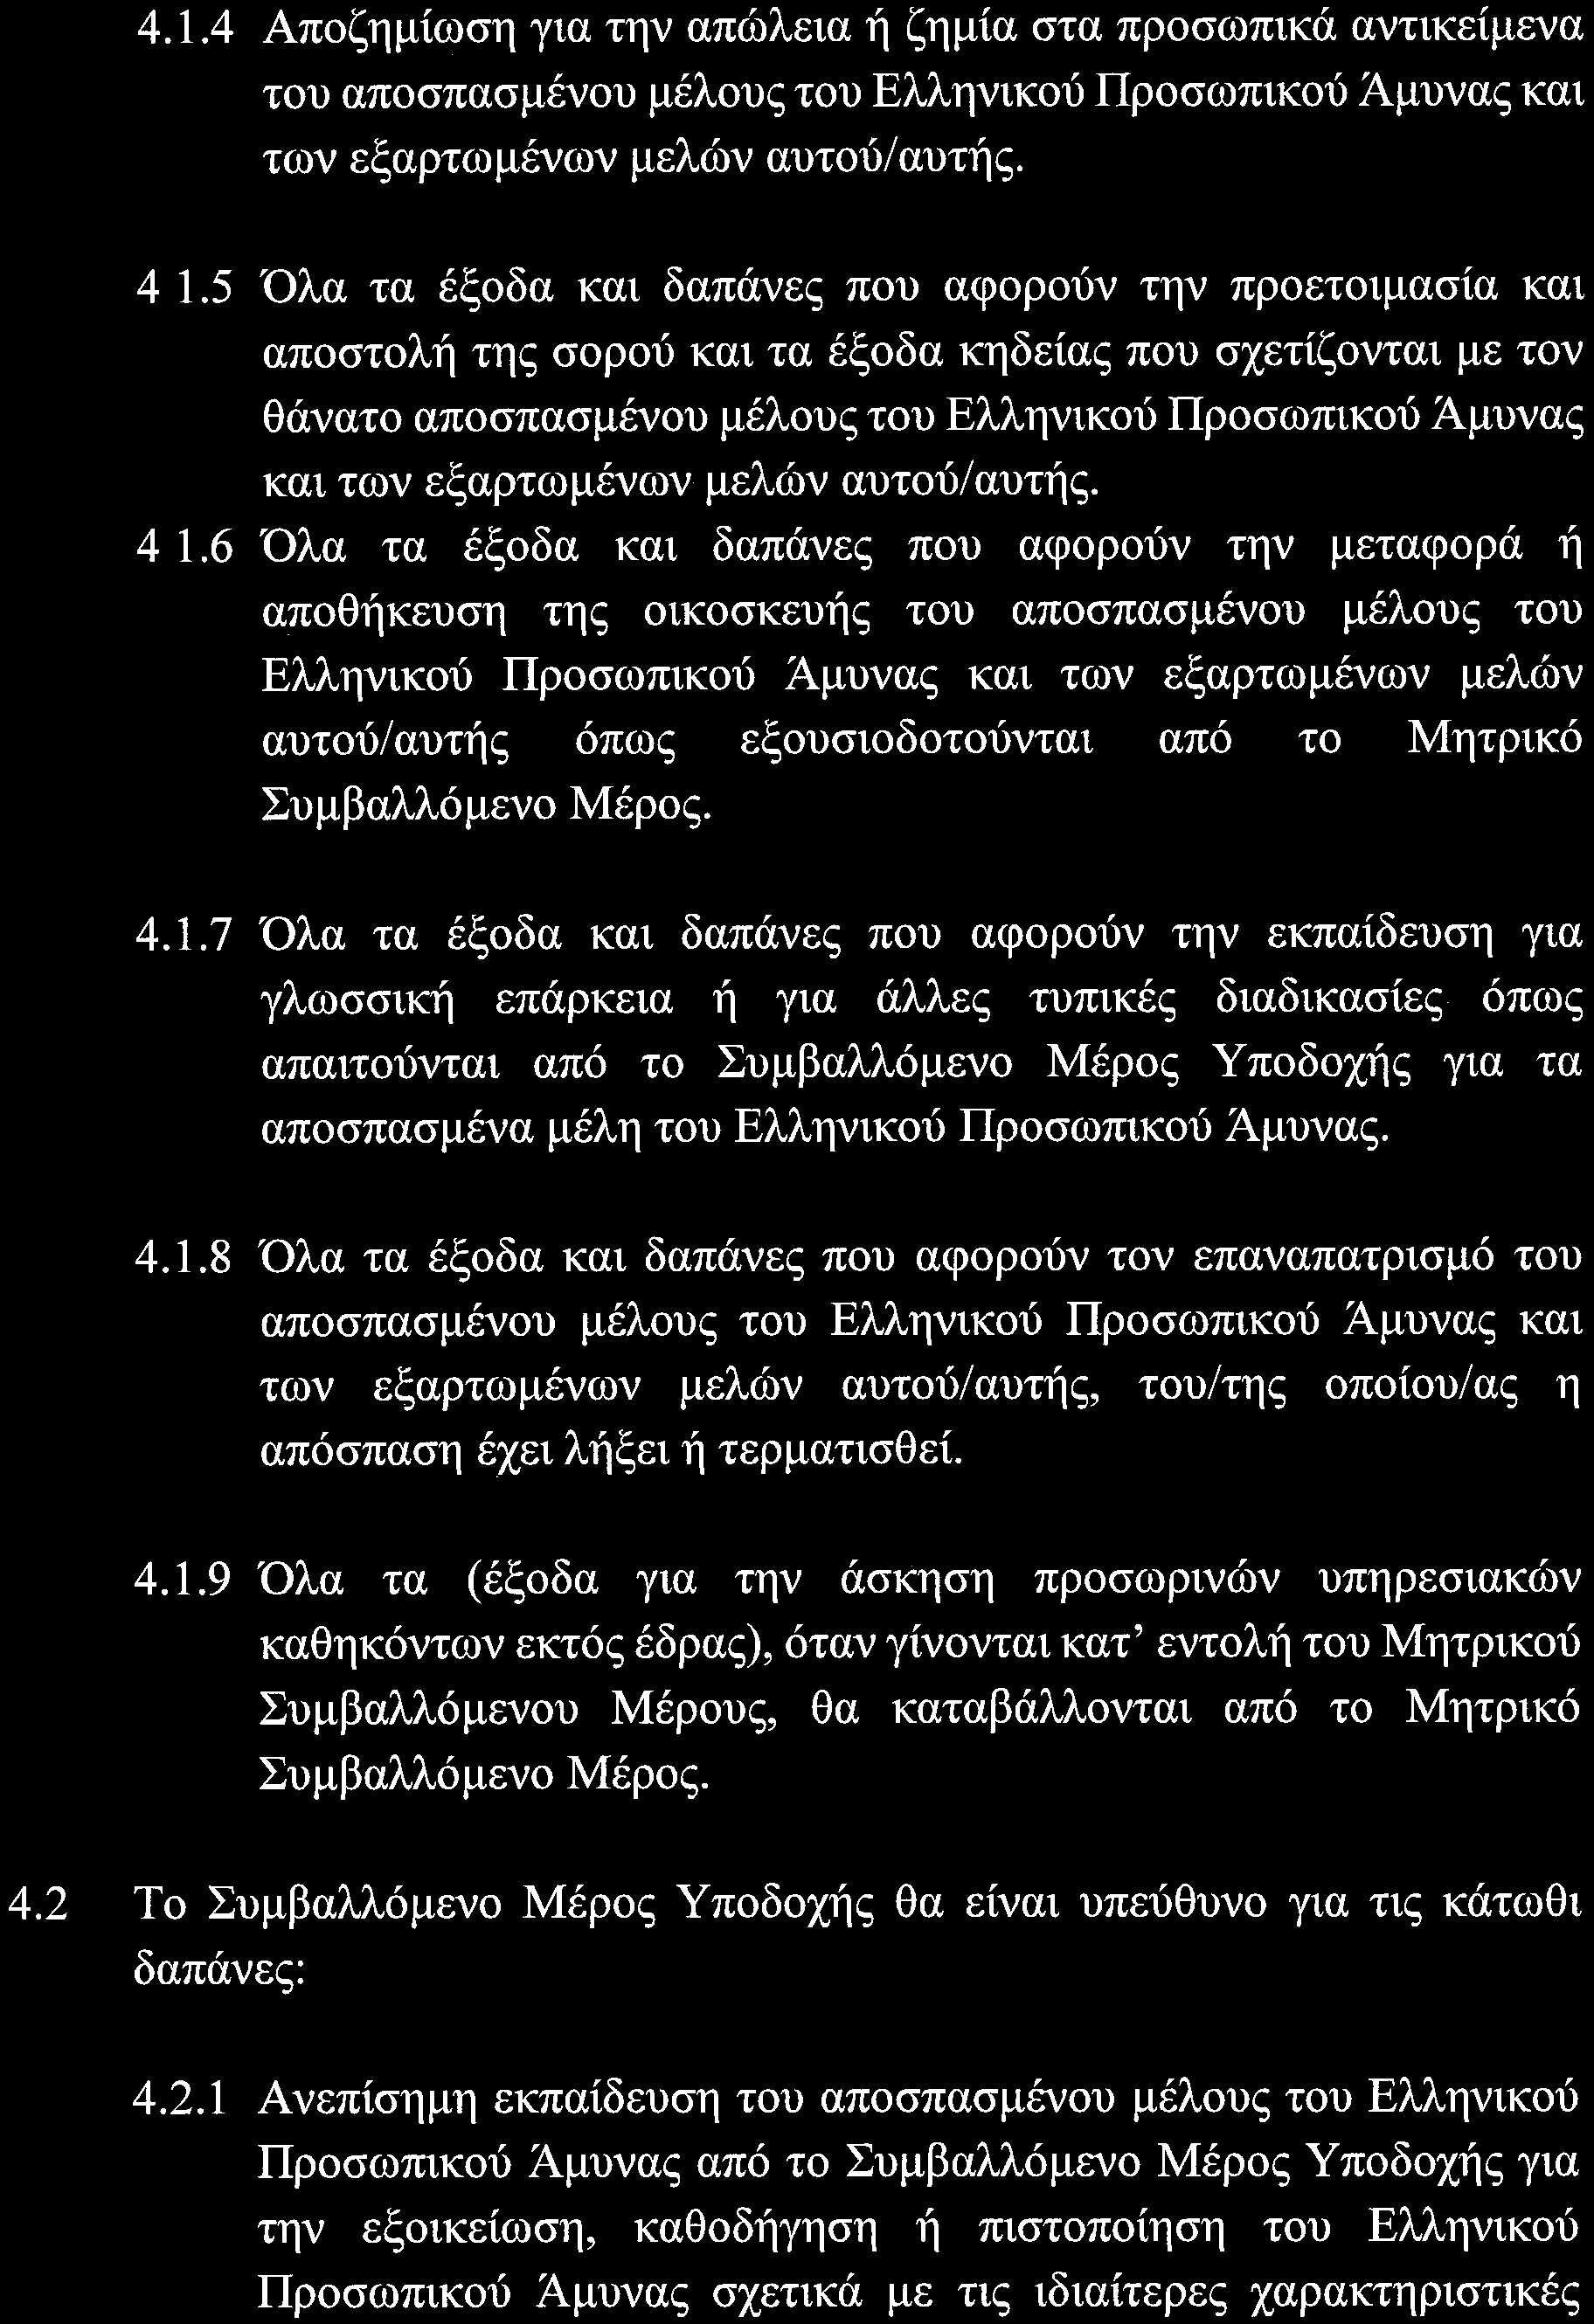 4.1.4 Αποζημίωση για την απώλεια ή ζημία στα προσωπικά αντικείμενα
του αποσπασμένου μέλους του Ελληνικού Προσωπικού Άμυνας και
των εξαρτωμένων μελών αυτού/αυτής.
4 1.5 Όλα τα έξοδα και δαπάνες που αφορούν την προετοιμασία και
αποστολή της σορού και τα έξοδα κηδείας που σχετίζονται με τον
θάνατο αποσπασμένου μέλους του Ελληνικού Προσωπικού Άμυνας
και των εξαρτωμένων μελών αυτού/αυτής.
4 1.6 Όλα τα έξοδα και δαπάνες που αφορούν την μεταφορά ή
αποθήκευση της οικοσκευής του αποσπασμένου μέλους του
Ελληνικού Προσωπικού Άμυνας και των εξαρτωμένων μελών
αυτού/αυτής όπως εξουσιοδοτούνται από το Μητρικό
Συμβαλλόμενο Μέρος.
4.1.7 Όλα τα έξοδα και δαπάνες που αφορούν την εκπαίδευση για
γλωσσική επάρκεια ή για άλλες τυπικές διαδικασίες όπως
απαιτούνται από το Συμβαλλόμενο Μέρος Υποδοχής για τα
αποσπασμένα μέλη του Ελληνικού Προσωπικού Άμυνας.
4.1.8 Όλα τα έξοδα και δαπάνες που αφορούν τον επαναπατρισμό του
αποσπασμένου μέλους του Ελληνικού Προσωπικού Άμυνας και
των εξαρτωμένων μελών αυτού/αυτής, του/της οποίου/ας η
απόσπαση έχει λήξει ή τερματισθεί.
4.1.9 Όλα τα (έξοδα για την άσκηση προσωρινών υπηρεσιακών
καθηκόντων εκτός έδρας), όταν γίνονται κατ’ εντολή του Μητρικού
Συμβαλλόμενου Μέρους, θα καταβάλλονται από το Μητρικό
Συμβαλλόμενο Μέρος.
4.2 Το Συμβαλλόμενο Μέρος Υποδοχής θα είναι υπεύθυνο για τις κάτωθι
δαπάνες:
4.2.1 Ανεπίσημη εκπαίδευση του αποσπασμένου μέλους του Ελληνικού
Προσωπικού Άμυνας από το Συμβαλλόμενο Μέρος Υποδοχής για
την εξοικείωση, καθοδήγηση ή πιστοποίηση του Ελληνικού
Προσωπικού Άμυνας σχετικά με τις ιδιαίτερες χαρακτηριστικές